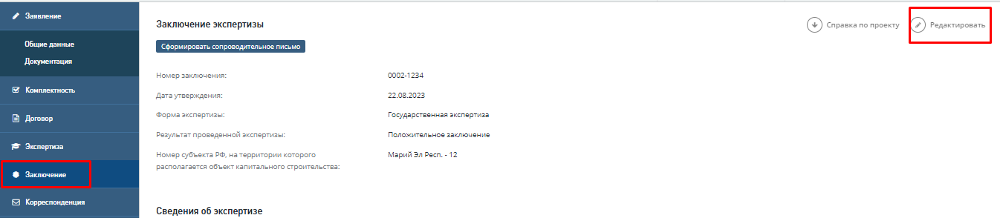 Заявление
Общие данные
Документация
Комплектность
Договор
Экспертиза
Заключение
Корреспонденция
Заключение экспертизы
Справка по проекту
Редактировать
Сформировать сопроводительное письмо
Номер заключения: 0002-1234
Дата утверждения: 22.08.2023
Форма экспертизы: Государственная экспертиза
Результат проведенной экспертизы: Положительное заключение
Номер субъекта РФ, на территории которого Марий Эл Респ. - 12
располагается объект капитального строительства:
Сведения об экспертизе